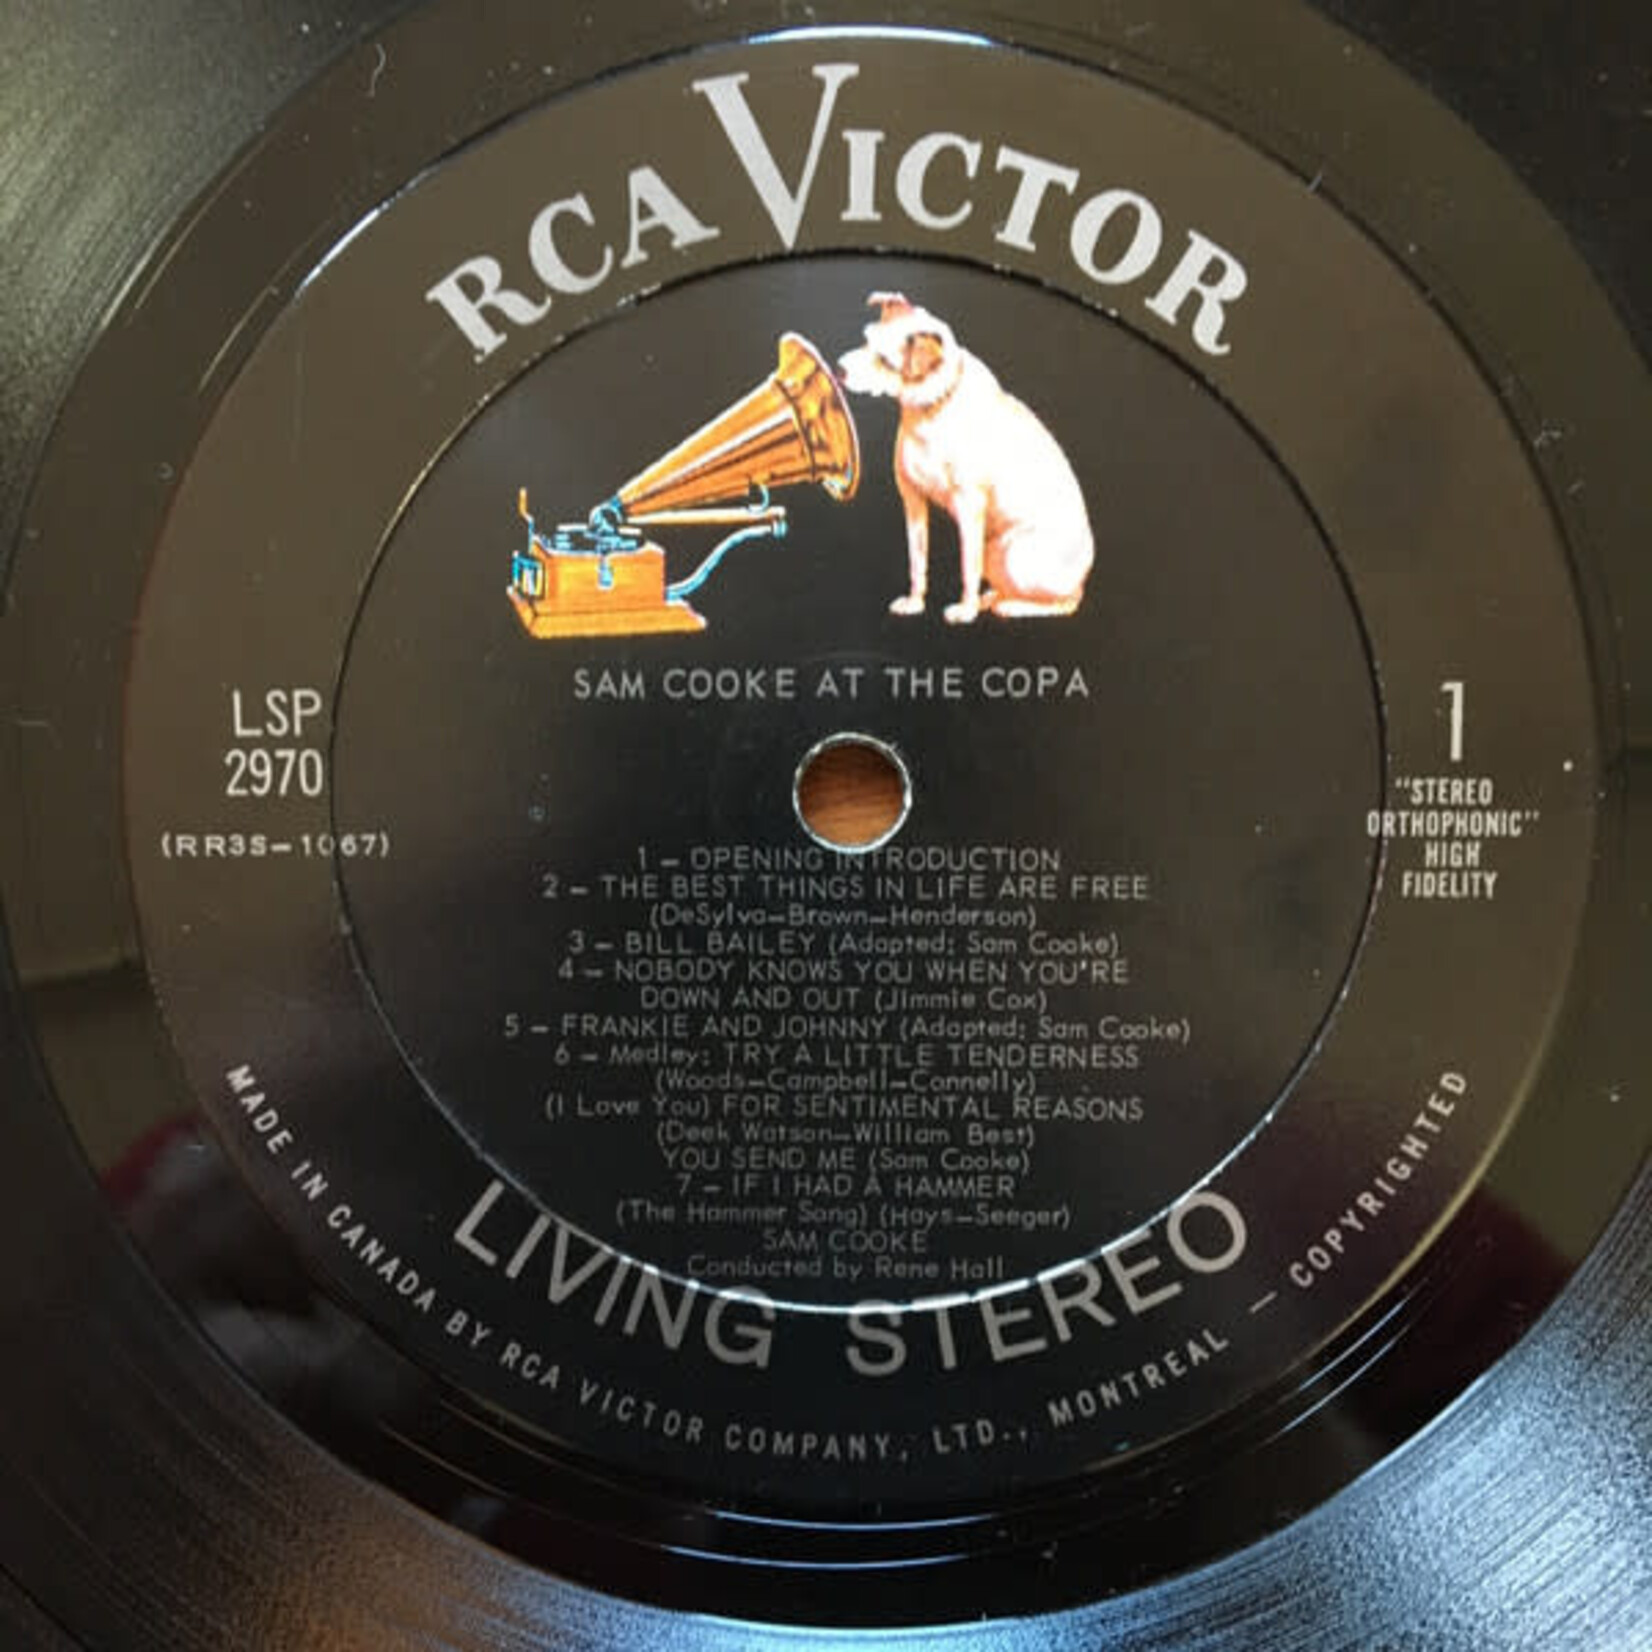 RCA VICTOR
SAM COOKE AT THE COPA
LSP
2970
(RR3S-1067)
1
"STEREO
ORTHOPHONIC"
HIGH
FIDELITY
1 - OPENING INTRODUCTION
2 - THE BEST THINGS IN LIFE ARE FREE
(DeSylva-Brown-Henderson)
3 - BILL BAILEY (Adapted: Sam Cooke)
4 - NOBODY KNOWS YOU WHEN YOU'RE
DOWN AND OUT (Jimmie Cox)
5 - FRANKIE AND JOHNNY (Adapted: Sam Cooke)
6 - Medley: TRY A LITTLE TENDERNESS
(Woods-Campbell-Connelly)
(I Love You) FOR SENTIMENTAL REASONS
(Deek Watson-William Best)
YOU SEND ME (Sam Cooke)
7 - IF I HAD A HAMMER
(The Hammer Song) (Hays-Seeger)
SAM COOKE
Conducted by Rene Hall
LIVING STEREO
MADE IN CANADA BY RCA VICTOR COMPANY, LTD., MONTREAL - COPYRIGHTED